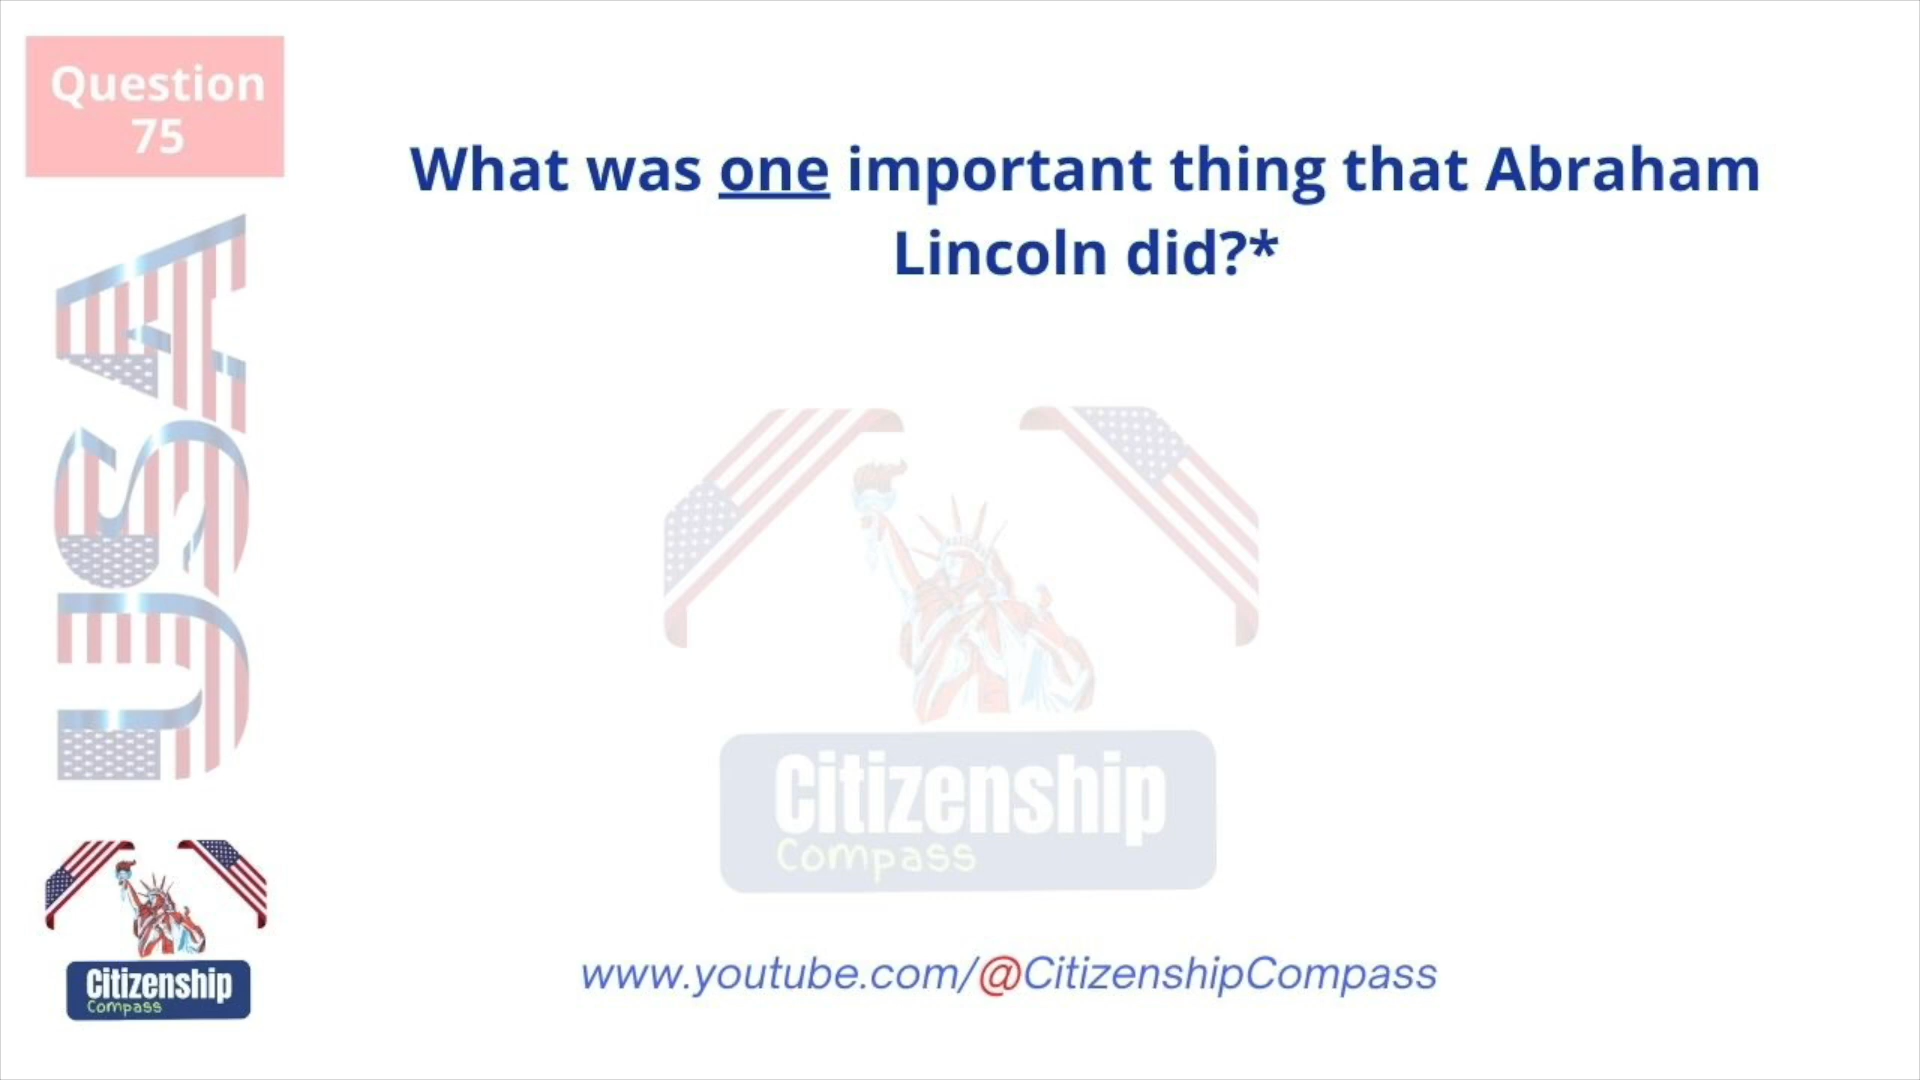 Question
75
What was one important thing that Abraham
Lincoln did?*
USA
Citizenship
Compass
Citizenship
Compass
www.youtube.com/@CitizenshipCompass